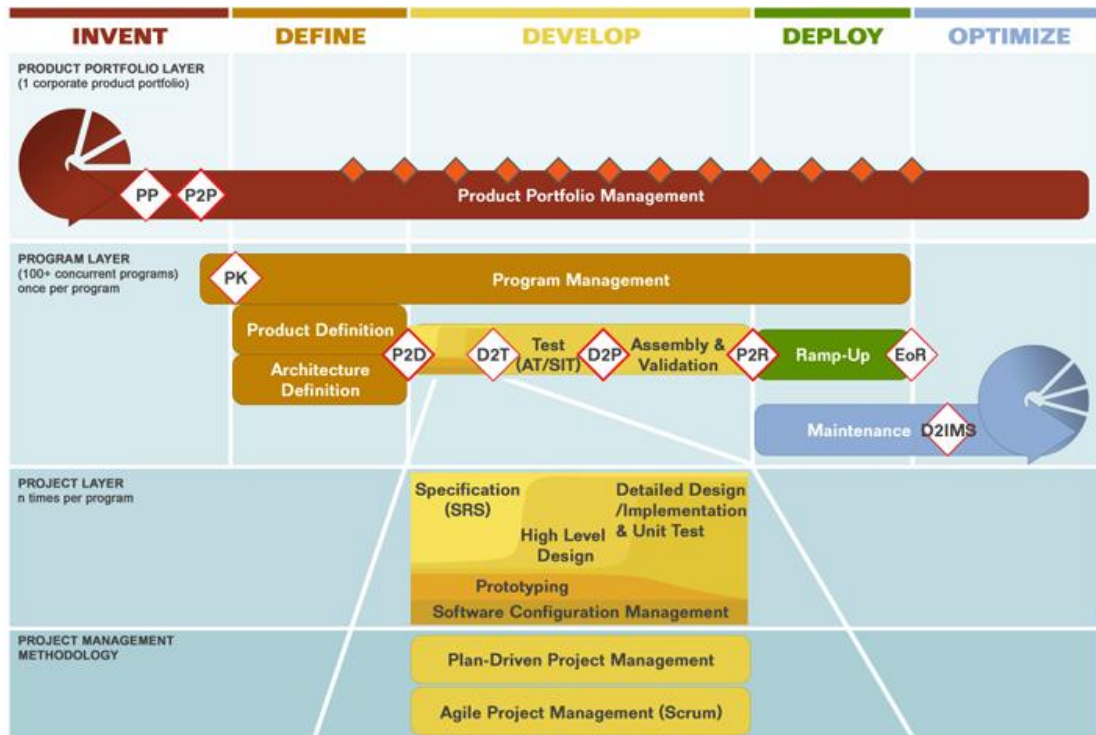 INVENT
DEFINE
DEVELOP
DEPLOY
OPTIMIZE
PRODUCT PORTFOLIO LAYER
(1 corporate product portfolio)
PP
P2P
Product Portfolio Management
PROGRAM LAYER
(100+ concurrent programs)
once per program
PK
Program Management
Product Definition
Architecture
Definition
P2D
D2T
Test
(AT/SIT)
D2P
Assembly &
Validation
P2R
Ramp-Up
EoR
Maintenance
D2IMS
PROJECT LAYER
n times per program
Specification
(SRS)
High Level
Design
Detailed Design
/Implementation
& Unit Test
Prototyping
Software Configuration Management
PROJECT MANAGEMENT
METHODOLOGY
Plan-Driven Project Management
Agile Project Management (Scrum)